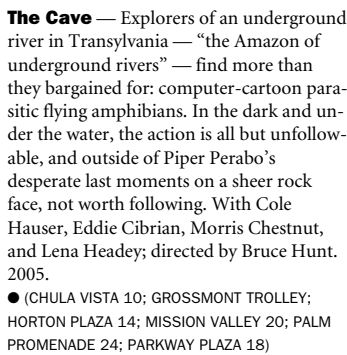 The Cave — Explorers of an underground
river in Transylvania — “the Amazon of
underground rivers” — find more than
they bargained for: computer-cartoon para-
sitic flying amphibians. In the dark and un-
der the water, the action is all but unfollow-
able, and outside of Piper Perabo’s
desperate last moments on a sheer rock
face, not worth following. With Cole
Hauser, Eddie Cibrian, Morris Chestnut,
and Lena Headey; directed by Bruce Hunt.
2005.
● (CHULA VISTA 10; GROSSMONT TROLLEY;
HORTON PLAZA 14; MISSION VALLEY 20; PALM
PROMENADE 24; PARKWAY PLAZA 18)